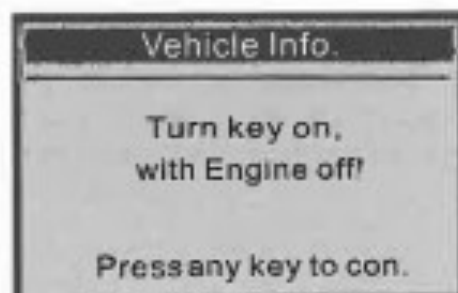 Vehicle Info.
Turn key on,
with Engine off!
Press any key to con.